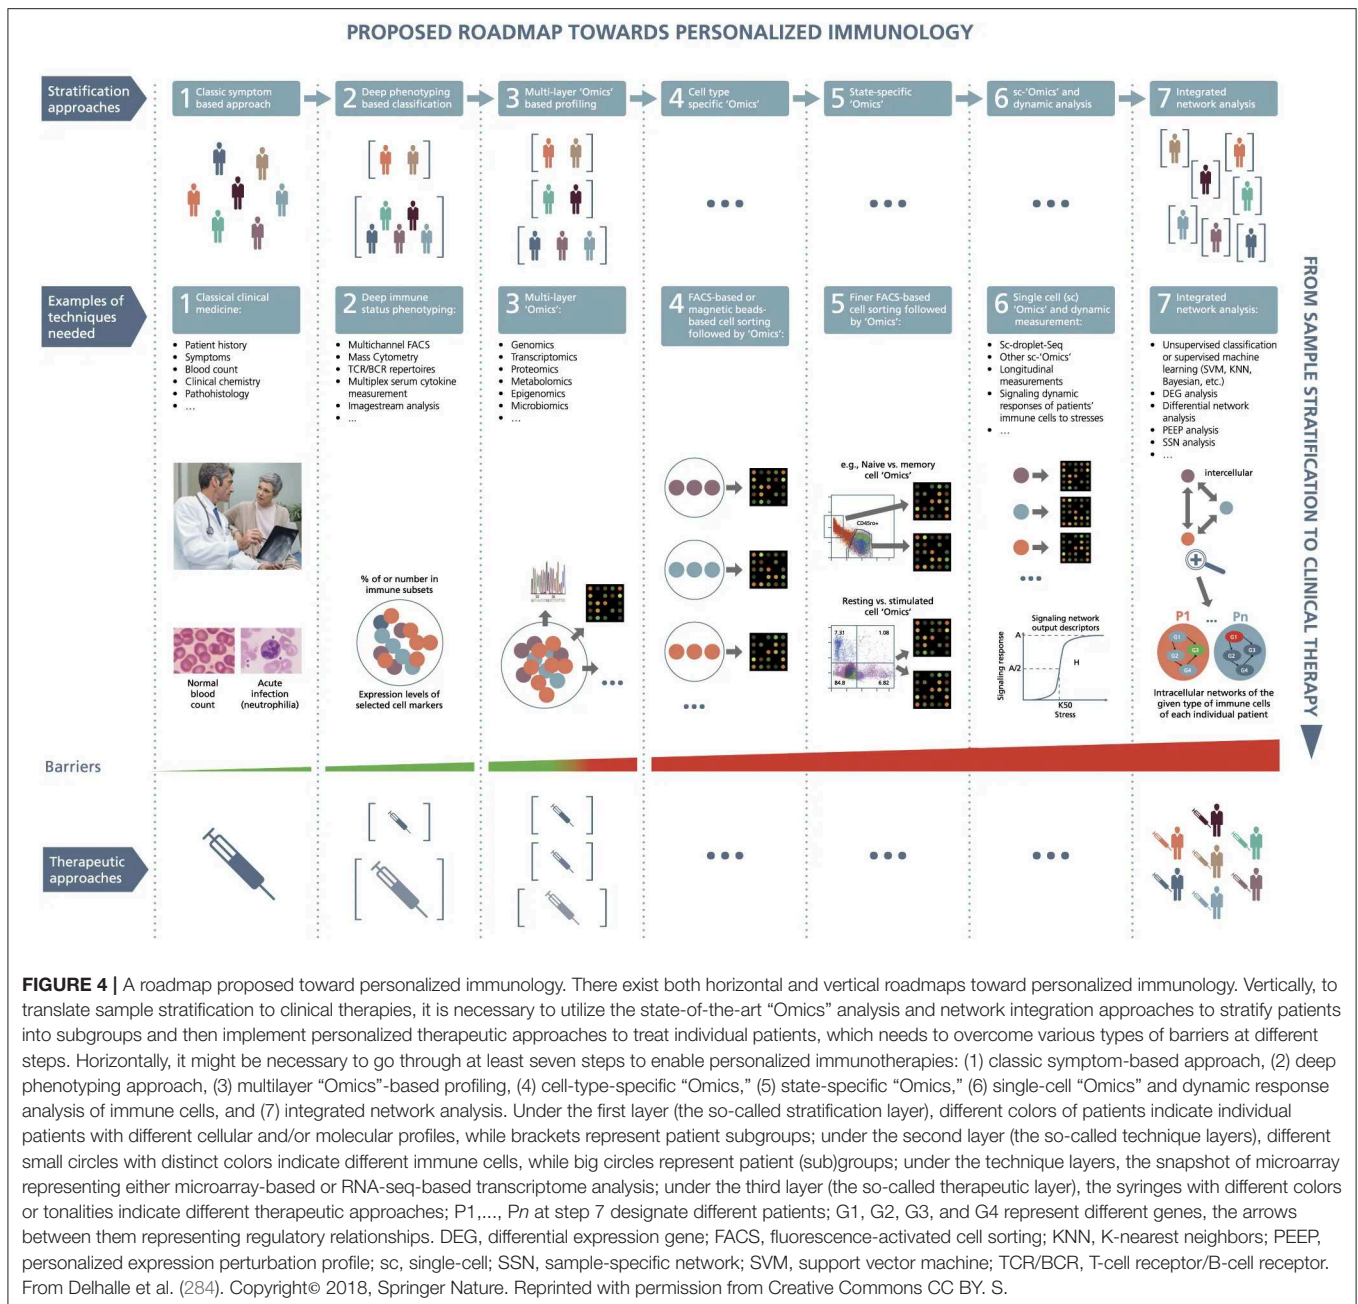 PROPOSED ROADMAP TOWARDS PERSONALIZED IMMUNOLOGY
Stratification
approaches
1 Classic symptom
based approach
2 Deep phenotyping
based classification
3 Multi-layer 'Omics'
based profiling
4 Cell type
specific 'Omics'
5 State-specific
'Omics'
6 sc-'Omics' and
dynamic analysis
7 Integrated
network analysis
Examples of
techniques
needed
1 Classical clinical
medicine:
• Patient history
• Symptoms
• Blood count
• Clinical chemistry
• Pathohistology
• ...
Normal
blood
count
Acute
infection
(neutrophilia)
2 Deep immune
status phenotyping:
• Multichannel FACS
• Mass Cytometry
• TCR/BCR repertoires
• Multiplex serum cytokine
measurement
• Imagestream analysis
• ...
% of or number in
immune subsets
Expression levels of
selected cell markers
3 Multi-layer
'Omics':
• Genomics
• Transcriptomics
• Proteomics
• Metabolomics
• Epigenomics
• Microbiomics
• ...
4 FACS-based or
magnetic beads-
based cell sorting
followed by 'Omics':
5 Finer FACS-based
cell sorting followed
by 'Omics':
e.g., Naive vs. memory
cell 'Omics'
CD45ro+
Resting vs. stimulated
cell 'Omics'
7.31
1.08
84.8
6.82
6 Single cell (sc)
'Omics' and dynamic
measurement:
• Sc-droplet-Seq
• Other sc-'Omics'
• Longitudinal
measurements
• Signaling dynamic
responses of patients'
immune cells to stresses
• ...
Signaling network
output descriptors
Signaling response
A
A/2
H
K50
Stress
7 Integrated
network analysis:
• Unsupervised classification
or supervised machine
learning (SVM, KNN,
Bayesian, etc.)
• DEG analysis
• Differential network
analysis
• PEEP analysis
• SSN analysis
• ...
intercellular
P1
...
Pn
G1
G2
G3
G4
G1
G2
G3
G4
Intracellular networks of the
given type of immune cells
of each individual patient
FROM SAMPLE STRATIFICATION TO CLINICAL THERAPY
Barriers
Therapeutic
approaches
FIGURE 4 | A roadmap proposed toward personalized immunology. There exist both horizontal and vertical roadmaps toward personalized immunology. Vertically, to
translate sample stratification to clinical therapies, it is necessary to utilize the state-of-the-art "Omics" analysis and network integration approaches to stratify patients
into subgroups and then implement personalized therapeutic approaches to treat individual patients, which needs to overcome various types of barriers at different
steps. Horizontally, it might be necessary to go through at least seven steps to enable personalized immunotherapies: (1) classic symptom-based approach, (2) deep
phenotyping approach, (3) multilayer "Omics"-based profiling, (4) cell-type-specific "Omics," (5) state-specific "Omics," (6) single-cell "Omics" and dynamic response
analysis of immune cells, and (7) integrated network analysis. Under the first layer (the so-called stratification layer), different colors of patients indicate individual
patients with different cellular and/or molecular profiles, while brackets represent patient subgroups; under the second layer (the so-called technique layers), different
small circles with distinct colors indicate different immune cells, while big circles represent patient (sub)groups; under the technique layers, the snapshot of microarray
representing either microarray-based or RNA-seq-based transcriptome analysis; under the third layer (the so-called therapeutic layer), the syringes with different colors
or tonalities indicate different therapeutic approaches; P1,..., Pn at step 7 designate different patients; G1, G2, G3, and G4 represent different genes, the arrows
between them representing regulatory relationships. DEG, differential expression gene; FACS, fluorescence-activated cell sorting; KNN, K-nearest neighbors; PEEP,
personalized expression perturbation profile; sc, single-cell; SSN, sample-specific network; SVM, support vector machine; TCR/BCR, T-cell receptor/B-cell receptor.
From Delhalle et al. (284). Copyright© 2018, Springer Nature. Reprinted with permission from Creative Commons CC BY. S.